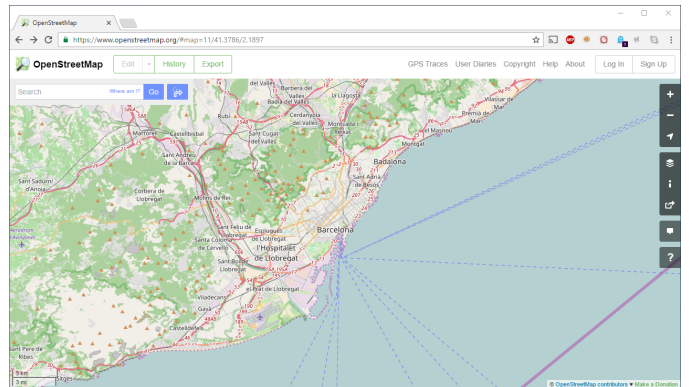 OpenStreetMap
https://www.openstreetmap.org/#map=11/41.3786/2.1897
OpenStreetMap
Edit
History
Export
GPS Traces
User Diaries
Copyright
Help
About
Log In
Sign Up
Search
Where am I?
Go
del Valles
Barberà del
Vallès
Badia del Vallès
la Llagosta
Vilassar de
Mar
Rubí
Cerdanyola
del Vallès
Montcada i
Reixac
Premià de
Mar
el Masnou
Martorell
Castellbisbal
Sant Cugat
del Vallès
Montgat
Sant Andreu
de la Barca
Badalona
Sant Sadurní
d'Anoia
Sant Adrià
de Besòs
Corbera de
Llobregat
Molins de Rei
Sant Feliu de
Llobregat
Esplugues
de Llobregat
Barcelona
Santa Coloma
de Cervelló
l'Hospitalet
de Llobregat
Sant Boi de
Llobregat
el Prat de Llobregat
Viladecans
Gavà
Castelldefels
Sant Pere de
Ribes
Sitges
5 km
3 mi
© OpenStreetMap contributors ♥ Make a Donation